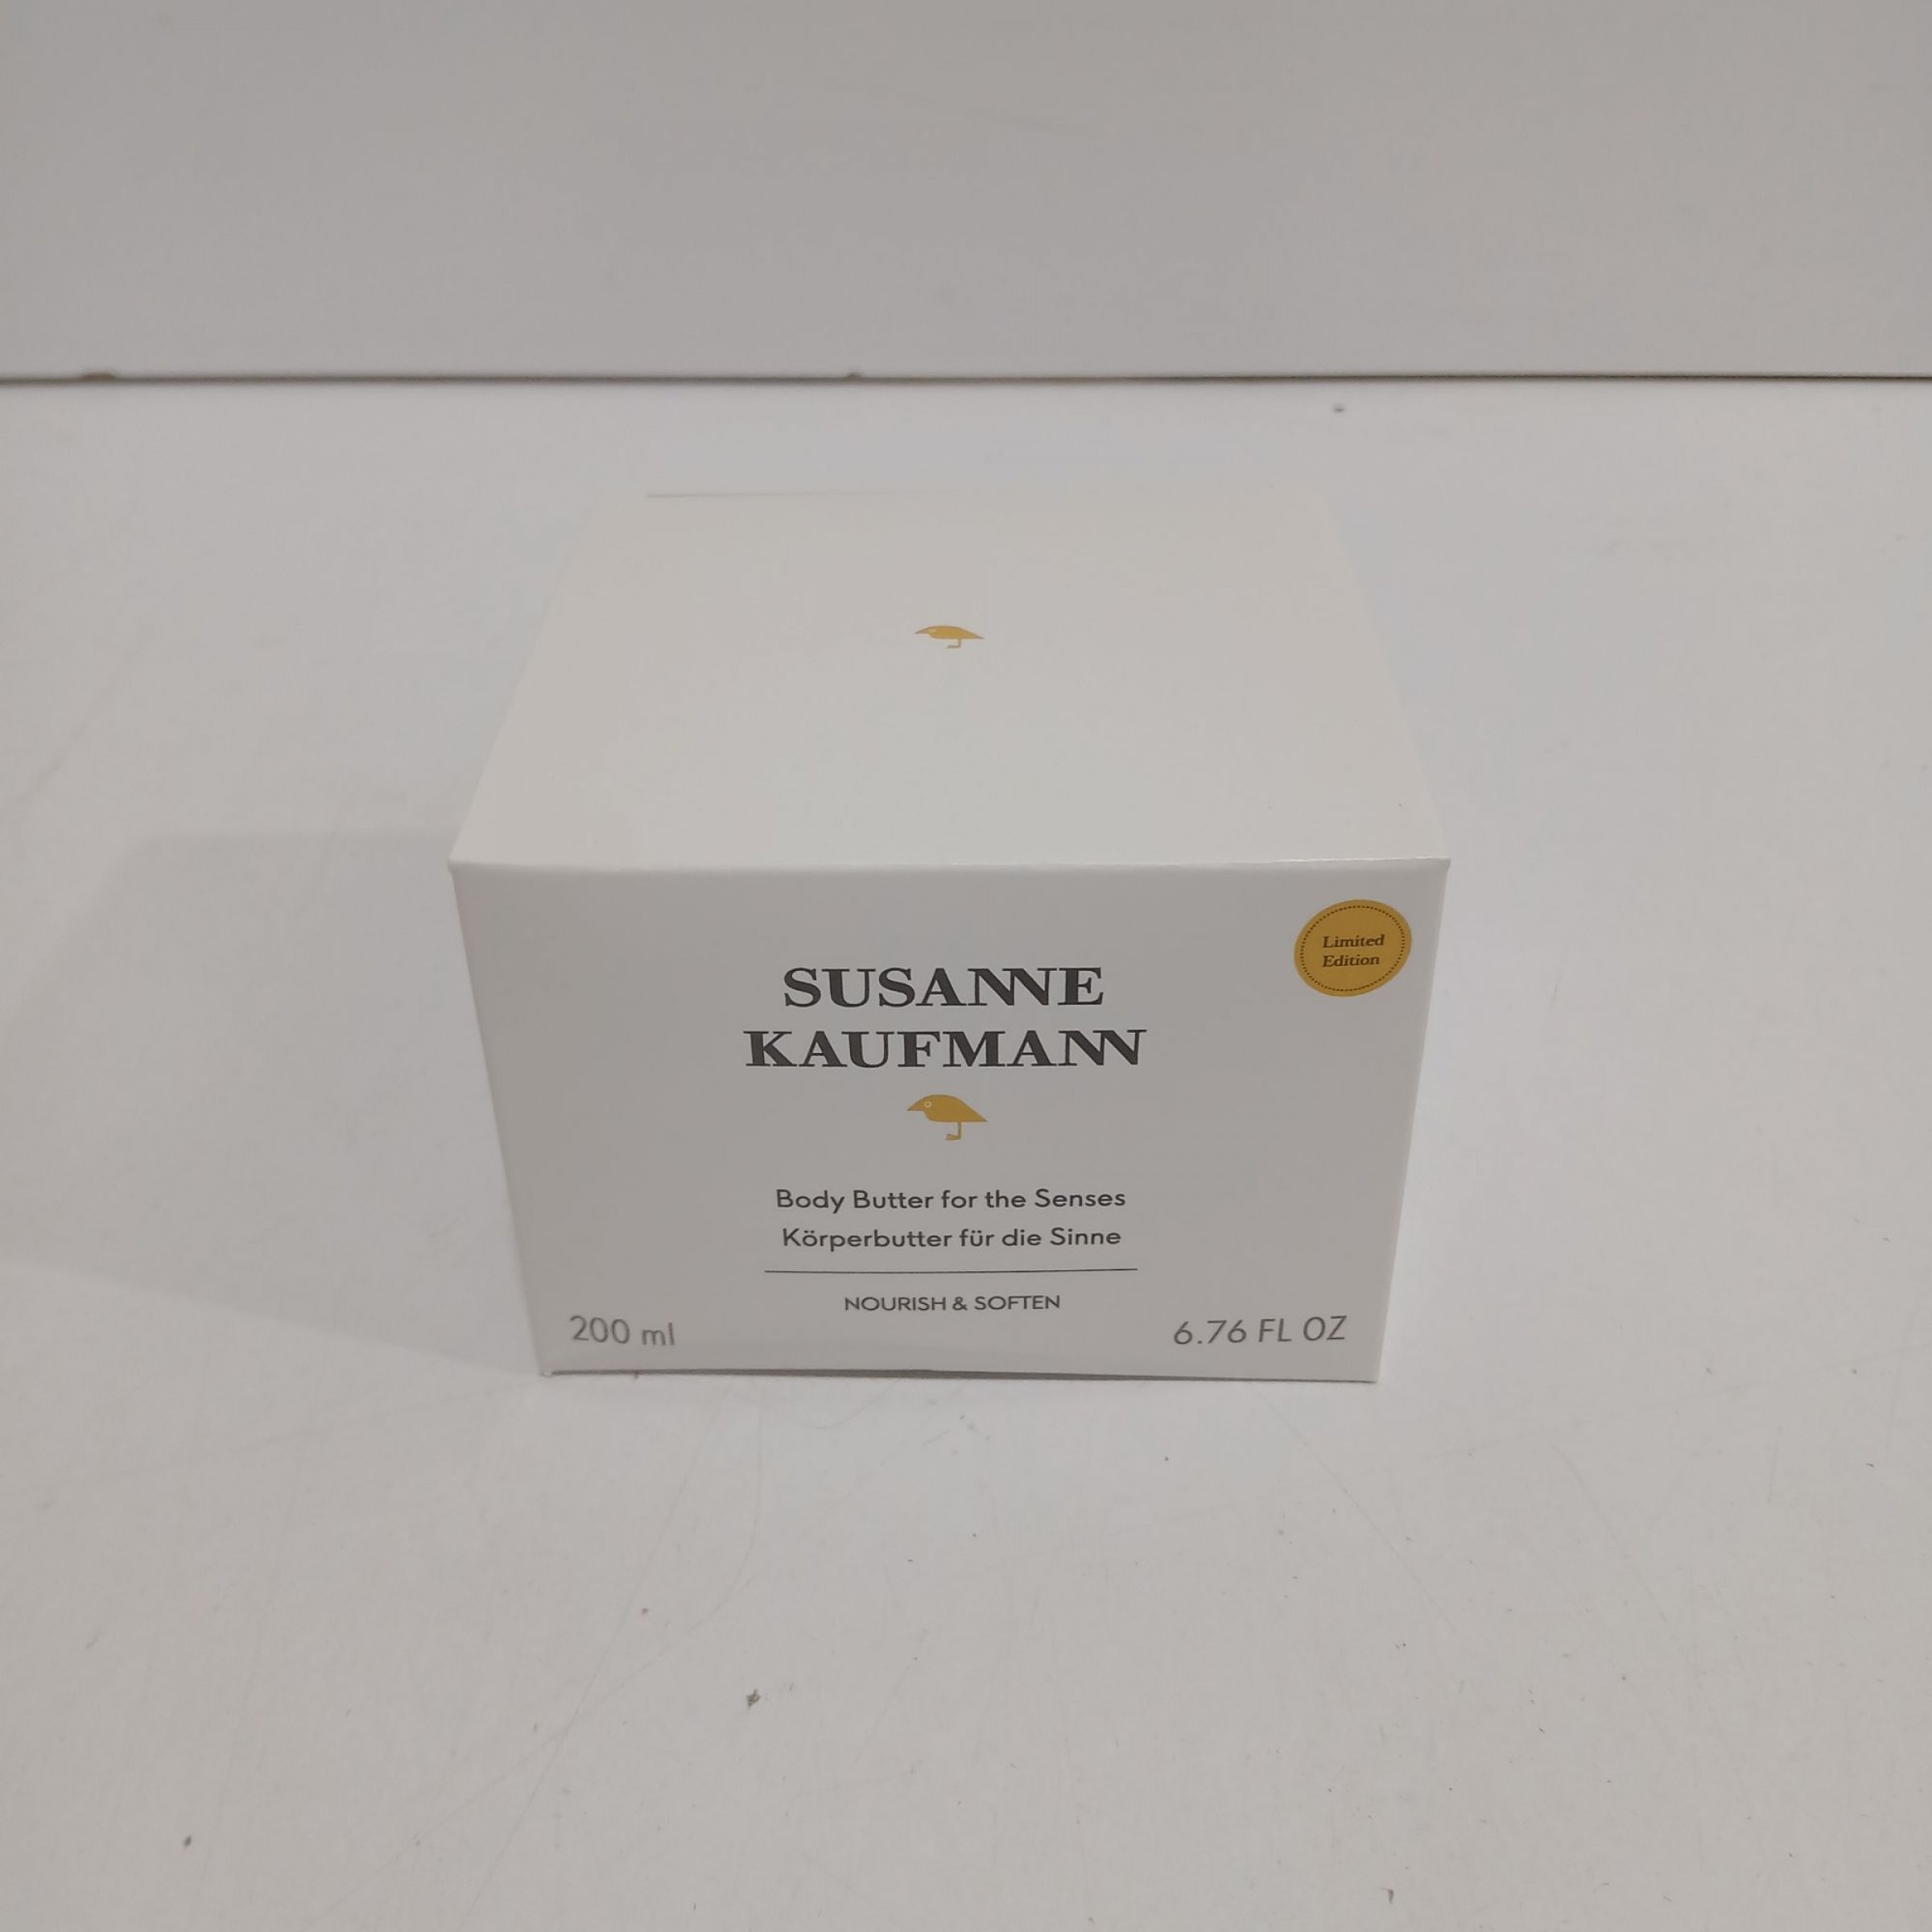 Limited
Edition
SUSANNE
KAUFMANN
Body Butter for the Senses
Körperbutter für die Sinne
NOURISH & SOFTEN
200 ml
6.76 FL OZ